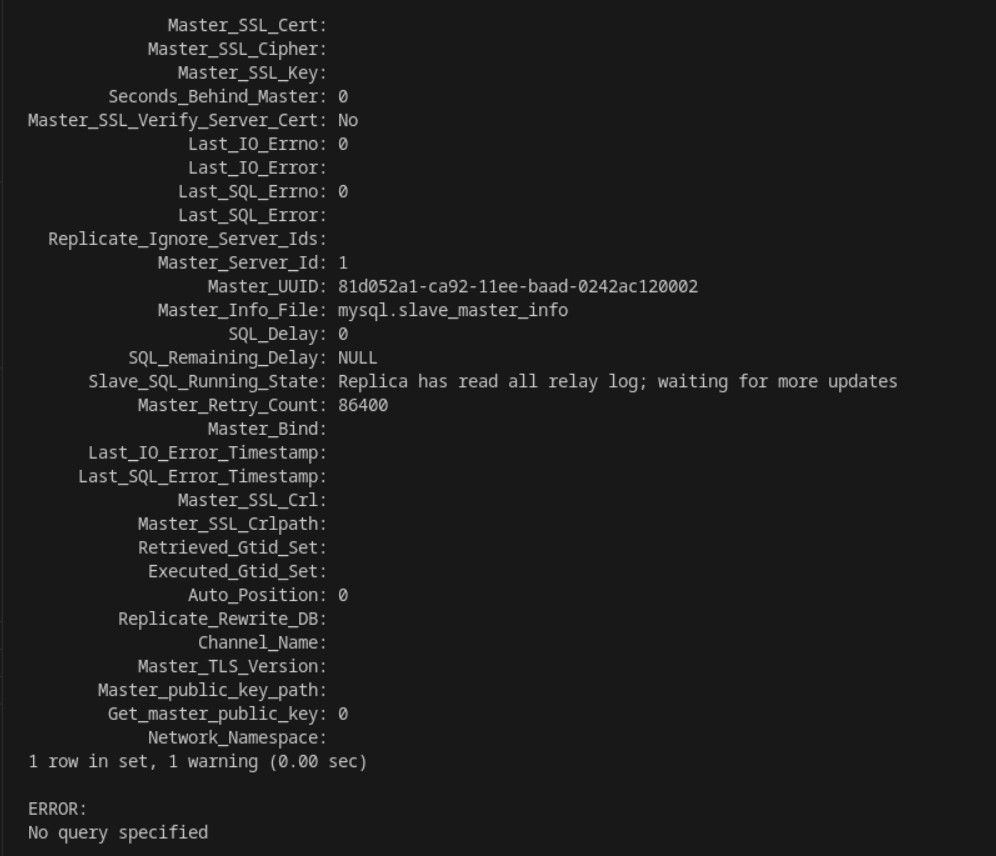 Master_SSL_Cert:
Master_SSL_Cipher:
Master_SSL_Key:
Seconds_Behind_Master: 0
Master_SSL_Verify_Server_Cert: No
Last_IO_Errno: 0
Last_IO_Error:
Last_SQL_Errno: 0
Last_SQL_Error:
Replicate_Ignore_Server_Ids:
Master_Server_Id: 1
Master_UUID: 81d052a1-ca92-11ee-baad-0242ac120002
Master_Info_File: mysql.slave_master_info
SQL_Delay: 0
SQL_Remaining_Delay: NULL
Slave_SQL_Running_State: Replica has read all relay log; waiting for more updates
Master_Retry_Count: 86400
Master_Bind:
Last_IO_Error_Timestamp:
Last_SQL_Error_Timestamp:
Master_SSL_Crl:
Master_SSL_Crlpath:
Retrieved_Gtid_Set:
Executed_Gtid_Set:
Auto_Position: 0
Replicate_Rewrite_DB:
Channel_Name:
Master_TLS_Version:
Master_public_key_path:
Get_master_public_key: 0
Network_Namespace:
1 row in set, 1 warning (0.00 sec)
ERROR:
No query specified